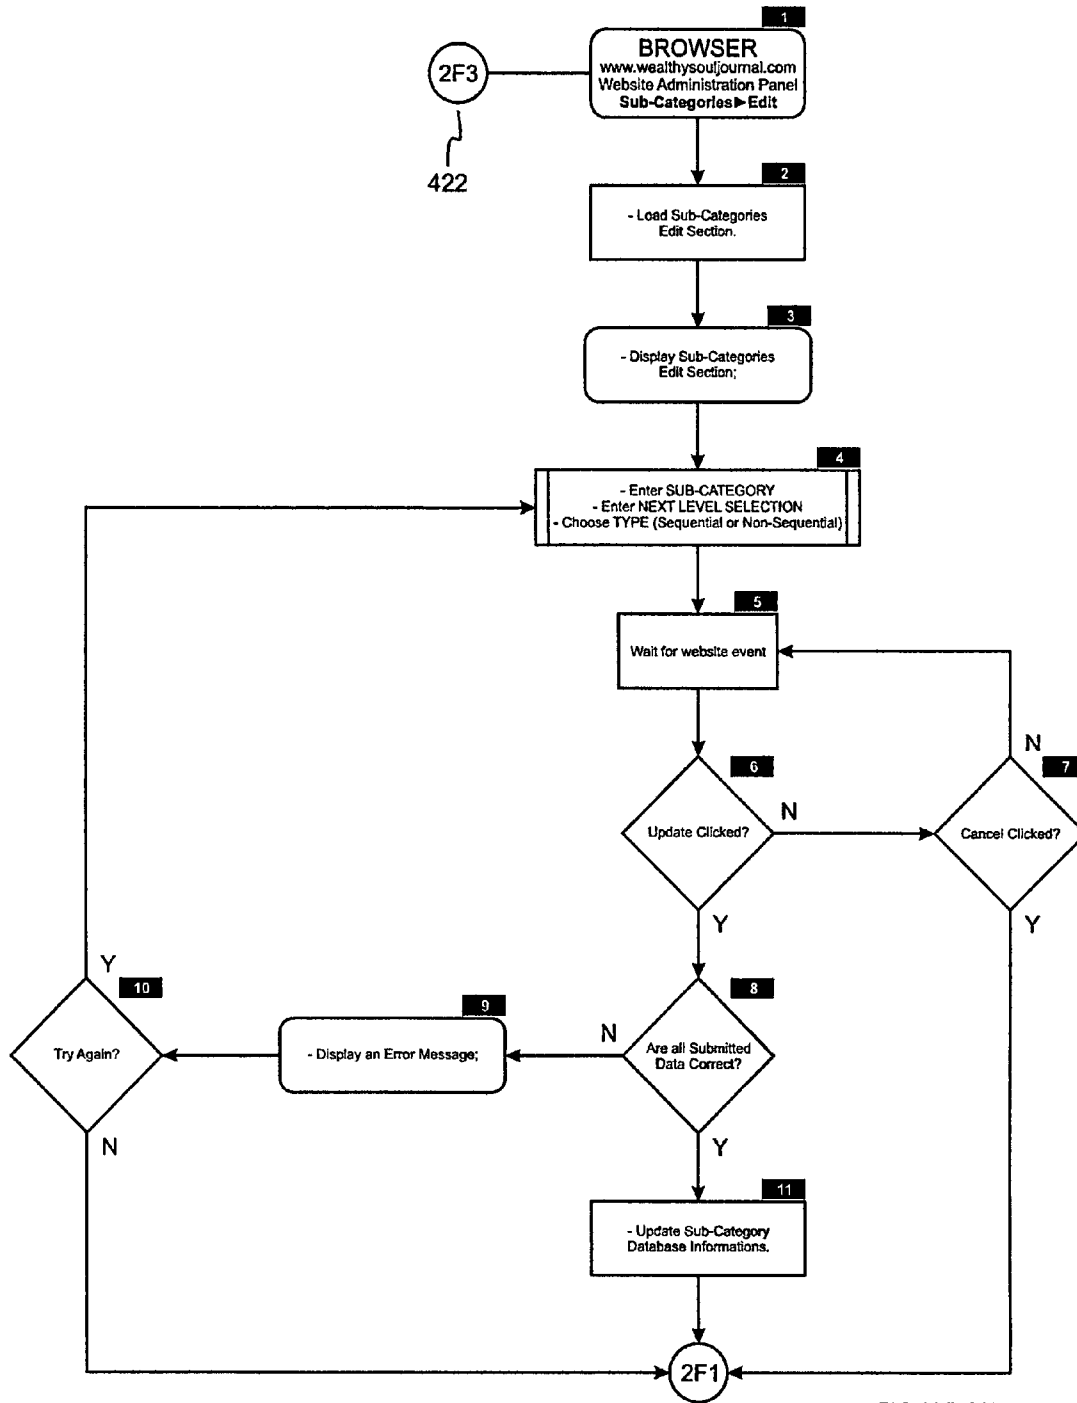 1
BROWSER
www.wealthysouljournal.com
Website Administration Panel
Sub-Categories▶Edit
2F3
422
2
- Load Sub-Categories
Edit Section.
3
- Display Sub-Categories
Edit Section;
4
- Enter SUB-CATEGORY
- Enter NEXT LEVEL SELECTION
- Choose TYPE (Sequential or Non-Sequential)
5
Wait for website event
6
Update Clicked?
N
Y
7
Cancel Clicked?
N
Y
8
Are all Submitted
Data Correct?
N
Y
9
- Display an Error Message;
10
Try Again?
Y
N
11
- Update Sub-Category
Database Informations.
2F1